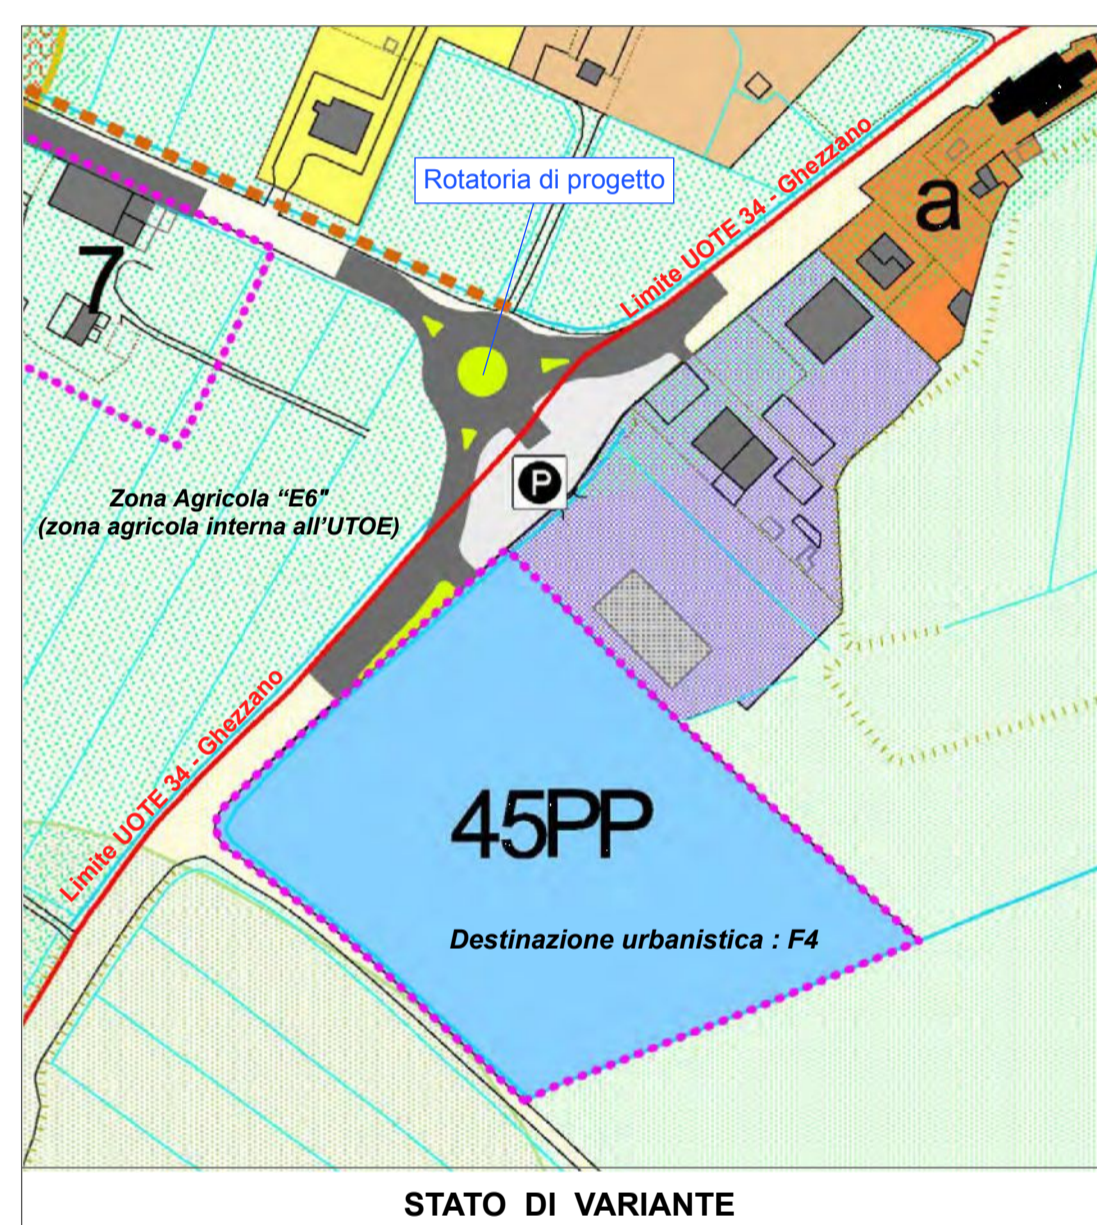 Rotatoria di progetto
Limite UOTE 34 - Ghezzano
a
7
P
Zona Agricola “E6"
(zona agricola interna all'UTOE)
Limite UOTE 34 - Ghezzano
45PP
Destinazione urbanistica : F4
STATO DI VARIANTE